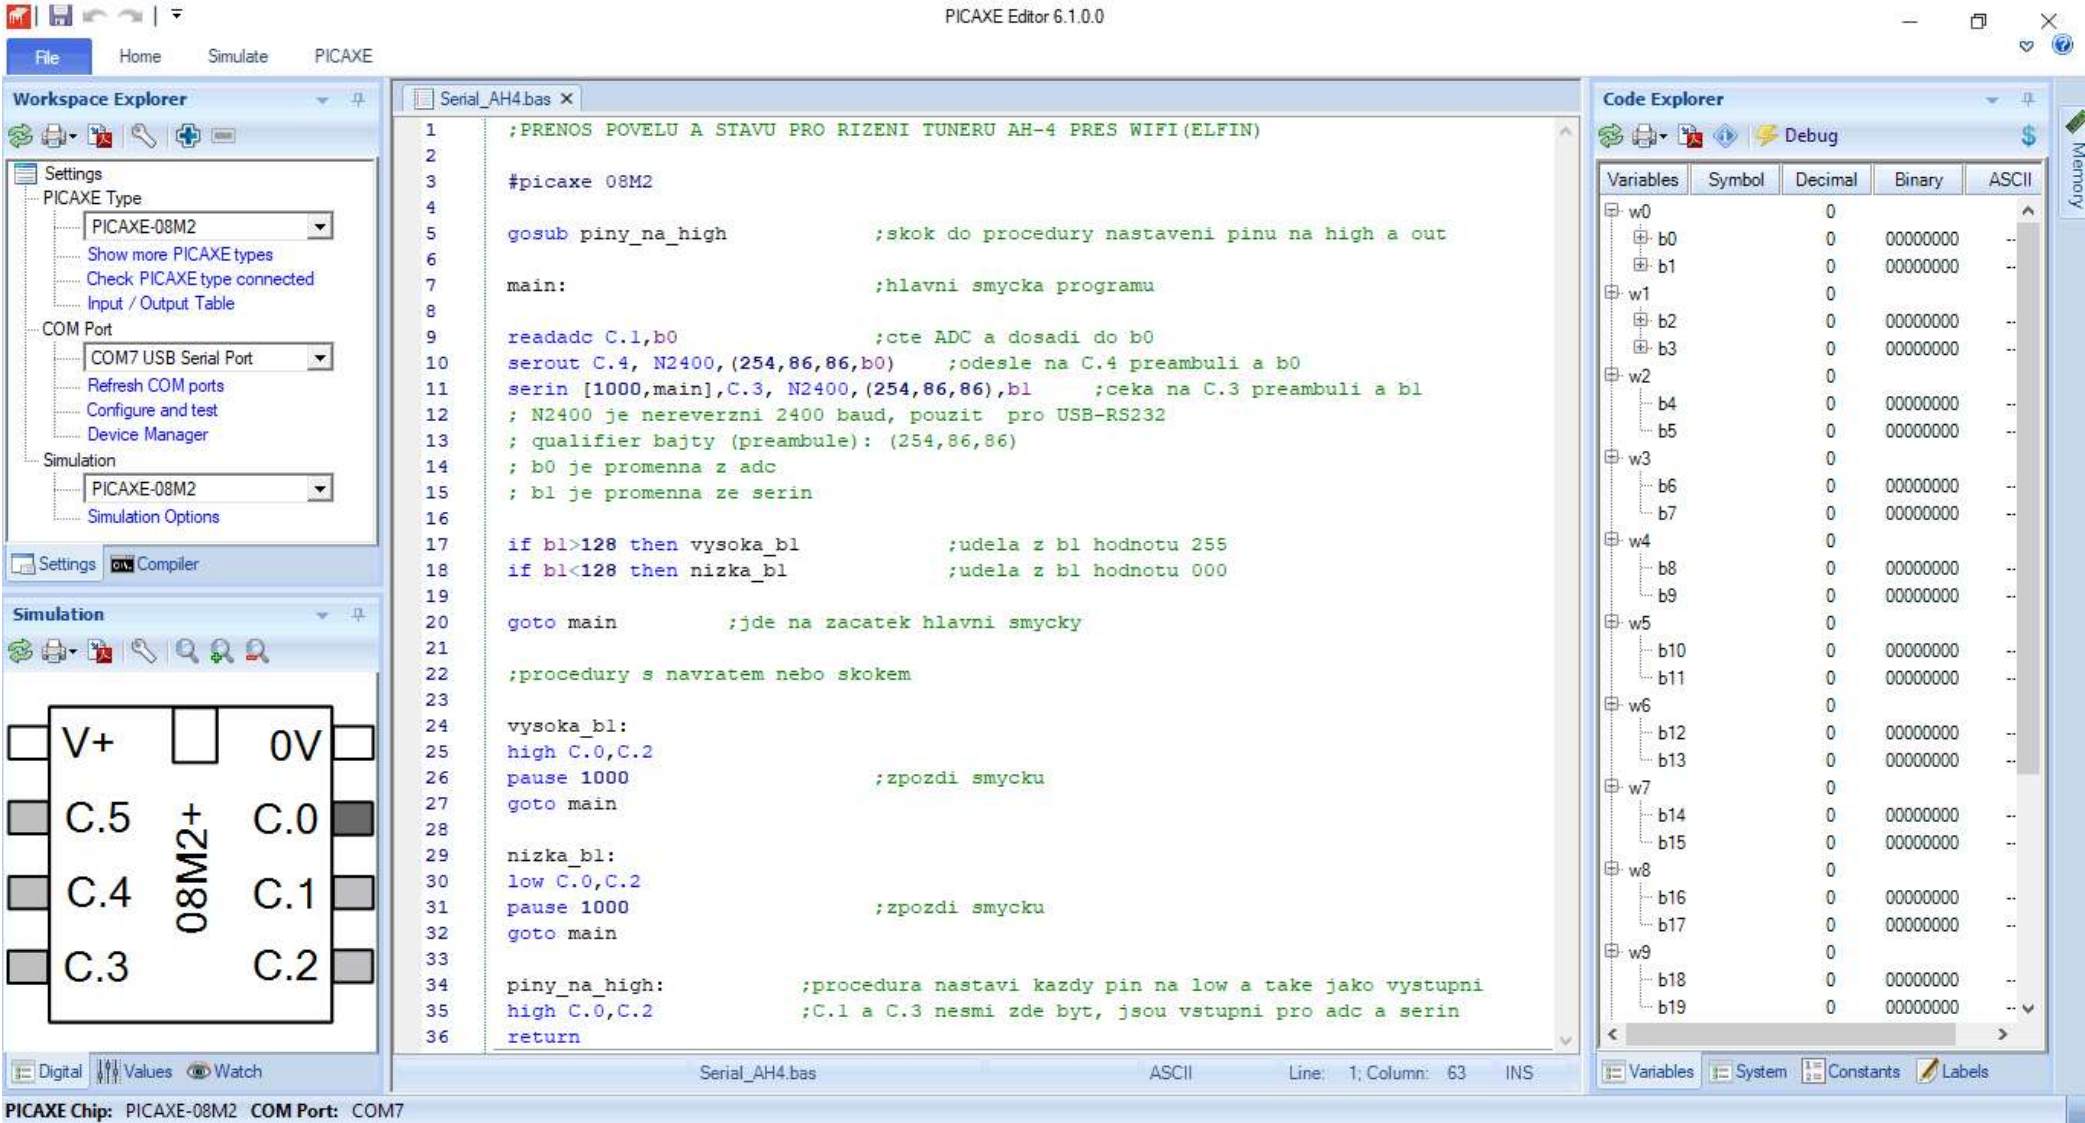 PICAXE Editor 6.1.0.0
File Home Simulate PICAXE
Workspace Explorer
Settings
PICAXE Type
PICAXE-08M2
Show more PICAXE types
Check PICAXE type connected
Input / Output Table
COM Port
COM7 USB Serial Port
Refresh COM ports
Configure and test
Device Manager
Simulation
PICAXE-08M2
Simulation Options
Settings Compiler
Simulation
V+ 0V
C.5 C.0
08M2+
C.4 C.1
C.3 C.2
Digital Values Watch
Serial_AH4.bas
1 ;PRENOS POVELU A STAVU PRO RIZENI TUNERU AH-4 PRES WIFI(ELFIN)
2
3 #picaxe 08M2
4
5 gosub piny_na_high ;skok do procedury nastaveni pinu na high a out
6
7 main: ;hlavni smycka programu
8
9 readadc C.1,b0 ;cte ADC a dosadi do b0
10 serout C.4, N2400,(254,86,86,b0) ;odesle na C.4 preambuli a b0
11 serin [1000,main],C.3, N2400,(254,86,86),b1 ;ceka na C.3 preambuli a b1
12 ; N2400 je nereverzni 2400 baud, pouzit pro USB-RS232
13 ; qualifier bajty (preambule): (254,86,86)
14 ; b0 je promenna z adc
15 ; b1 je promenna ze serin
16
17 if b1>128 then vysoka_b1 ;udela z b1 hodnotu 255
18 if b1<128 then nizka_b1 ;udela z b1 hodnotu 000
19
20 goto main ;jde na zacatek hlavni smycky
21
22 ;procedury s navratem nebo skokem
23
24 vysoka_b1:
25 high C.0,C.2
26 pause 1000 ;zpozdi smycku
27 goto main
28
29 nizka_b1:
30 low C.0,C.2
31 pause 1000 ;zpozdi smycku
32 goto main
33
34 piny_na_high: ;procedura nastavi kazdy pin na low a take jako vystupni
35 high C.0,C.2 ;C.1 a C.3 nesmi zde byt, jsou vstupni pro adc a serin
36 return
Serial_AH4.bas ASCII Line: 1; Column: 63 INS
Code Explorer
Debug $
Variables Symbol Decimal Binary ASCII
w0 0
b0 0 00000000 --
b1 0 00000000 --
w1 0
b2 0 00000000 --
b3 0 00000000 --
w2 0
b4 0 00000000 --
b5 0 00000000 --
w3 0
b6 0 00000000 --
b7 0 00000000 --
w4 0
b8 0 00000000 --
b9 0 00000000 --
w5 0
b10 0 00000000 --
b11 0 00000000 --
w6 0
b12 0 00000000 --
b13 0 00000000 --
w7 0
b14 0 00000000 --
b15 0 00000000 --
w8 0
b16 0 00000000 --
b17 0 00000000 --
w9 0
b18 0 00000000 --
b19 0 00000000 --
Variables System Constants Labels
Memory
PICAXE Chip: PICAXE-08M2 COM Port: COM7